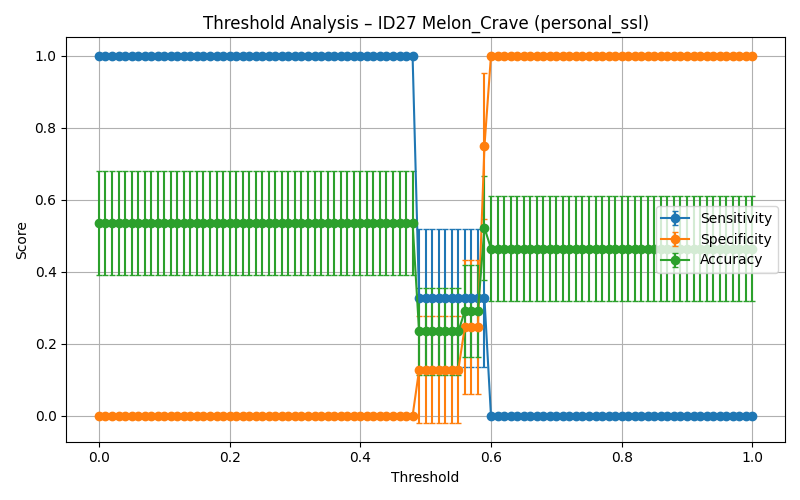 Threshold Analysis – ID27 Melon_Crave (personal_ssl)
Score
1.0
0.8
0.6
0.4
0.2
0.0
Sensitivity
Specificity
Accuracy
0.0 0.2 0.4 0.6 0.8 1.0
Threshold